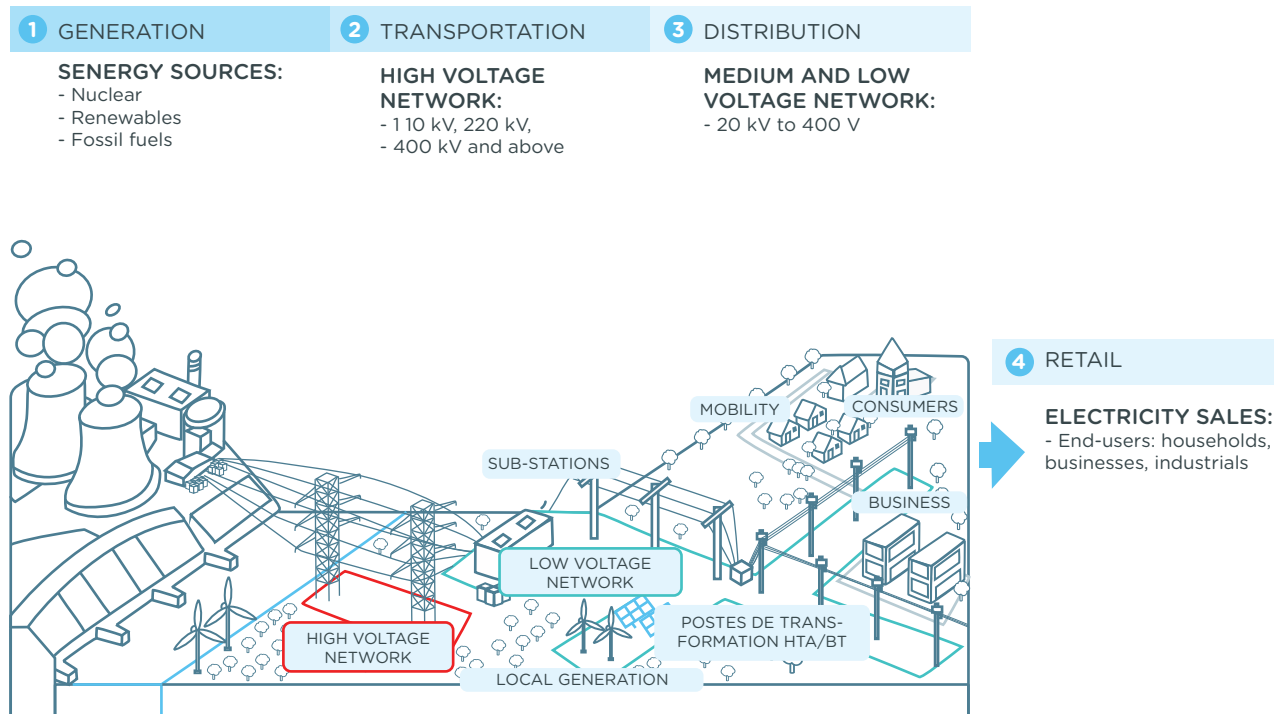 1 GENERATION
SENERGY SOURCES:
- Nuclear
- Renewables
- Fossil fuels
2 TRANSPORTATION
HIGH VOLTAGE
NETWORK:
- 1 10 kV, 220 kV,
- 400 kV and above
3 DISTRIBUTION
MEDIUM AND LOW
VOLTAGE NETWORK:
- 20 kV to 400 V
4 RETAIL
ELECTRICITY SALES:
- End-users: households,
businesses, industrials
MOBILITY
CONSUMERS
SUB-STATIONS
BUSINESS
LOW VOLTAGE
NETWORK
POSTES DE TRANS-
FORMATION HTA/BT
HIGH VOLTAGE
NETWORK
LOCAL GENERATION